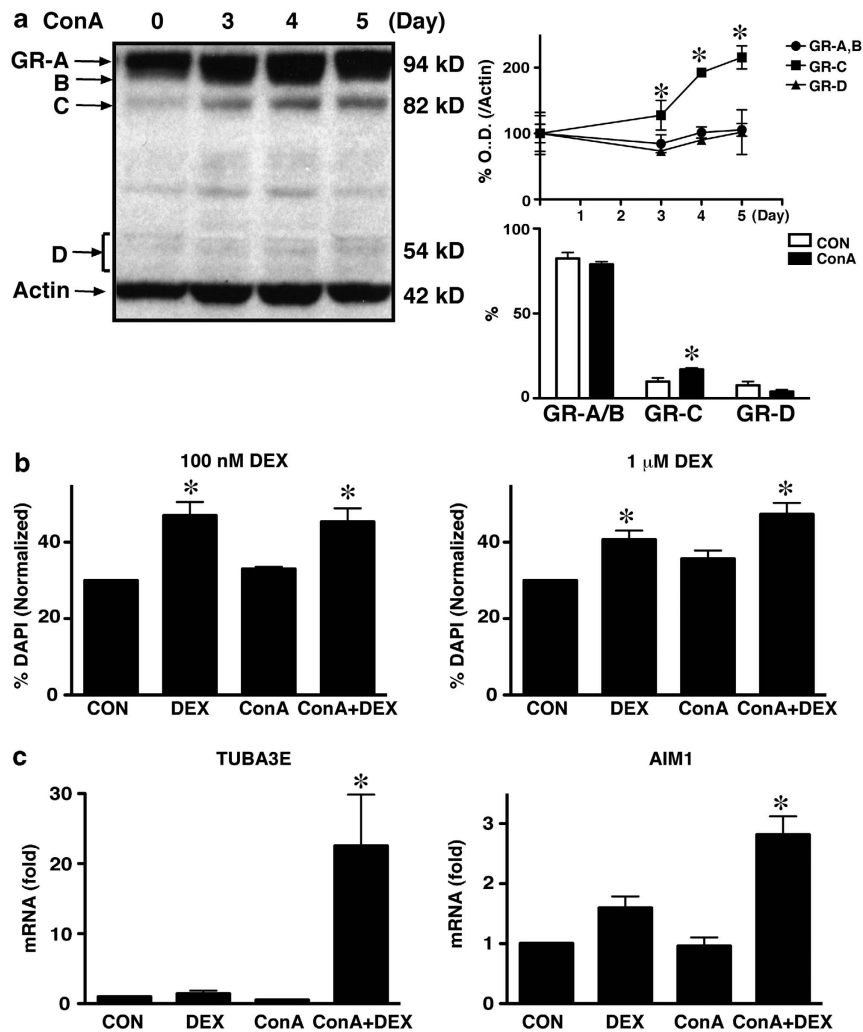 a ConA 0 3 4 5 (Day)
GR-A
B
C
D
Actin
94 kD
82 kD
54 kD
42 kD
% O..D. (/Actin)
200
100
0
1 2 3 4 5 (Day)
* * *
GR-A,B
GR-C
GR-D
%
100
50
0
*
GR-A/B GR-C GR-D
CON
ConA
b
100 nM DEX
% DAPI (Normalized)
40
20
0
* *
CON DEX ConA ConA+DEX
1 μM DEX
% DAPI (Normalized)
40
20
0
* *
CON DEX ConA ConA+DEX
c
TUBA3E
mRNA (fold)
30
20
10
0
*
CON DEX ConA ConA+DEX
AIM1
mRNA (fold)
3
2
1
0
*
CON DEX ConA ConA+DEX